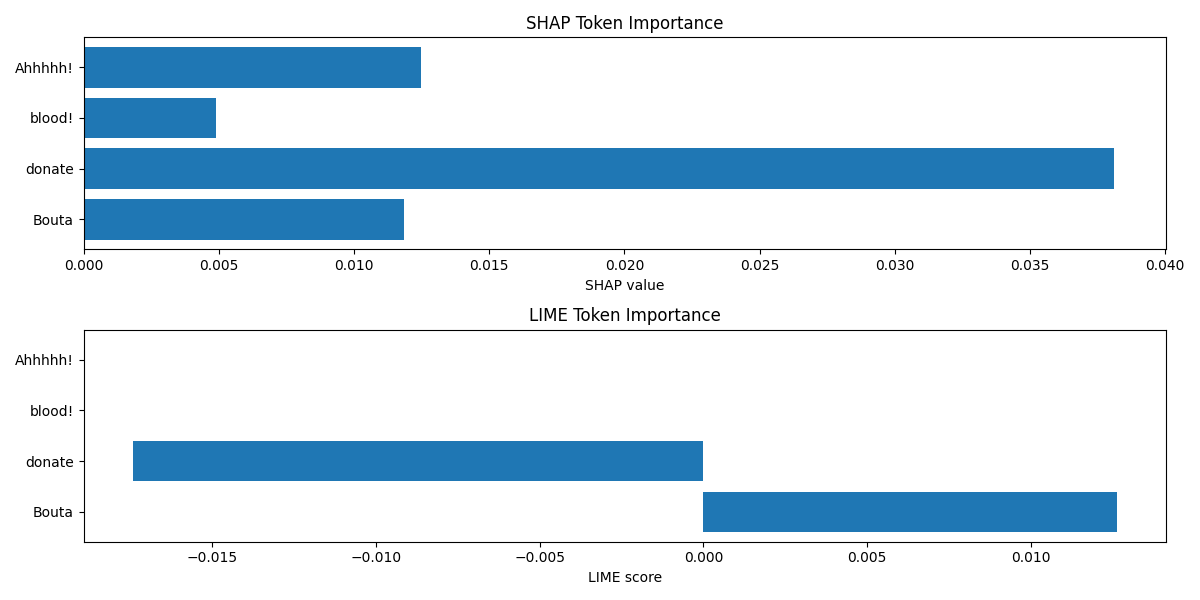 SHAP Token Importance
Ahhhhh!
blood!
donate
Bouta
0.000 0.005 0.010 0.015 0.020 0.025 0.030 0.035 0.040
SHAP value
LIME Token Importance
Ahhhhh!
blood!
donate
Bouta
−0.015 −0.010 −0.005 0.000 0.005 0.010
LIME score